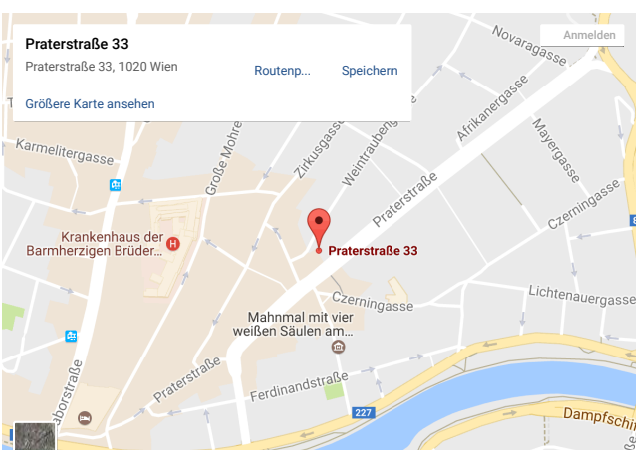 Praterstraße 33
Praterstraße 33, 1020 Wien
Routenp...
Speichern
Größere Karte ansehen
Anmelden
Novaragasse
Afrikanergasse
Mayergasse
Karmelitergasse
Große Mohre
Zirkusgasse
Weintraubeng
Praterstraße
Czerningasse
Krankenhaus der
Barmherzigen Brüder...
H
Praterstraße 33
Czerningasse
Lichtenauergasse
Mahnmal mit vier
weißen Säulen am...
Praterstraße
Ferdinandstraße
aborstraße
227
Dampfschif